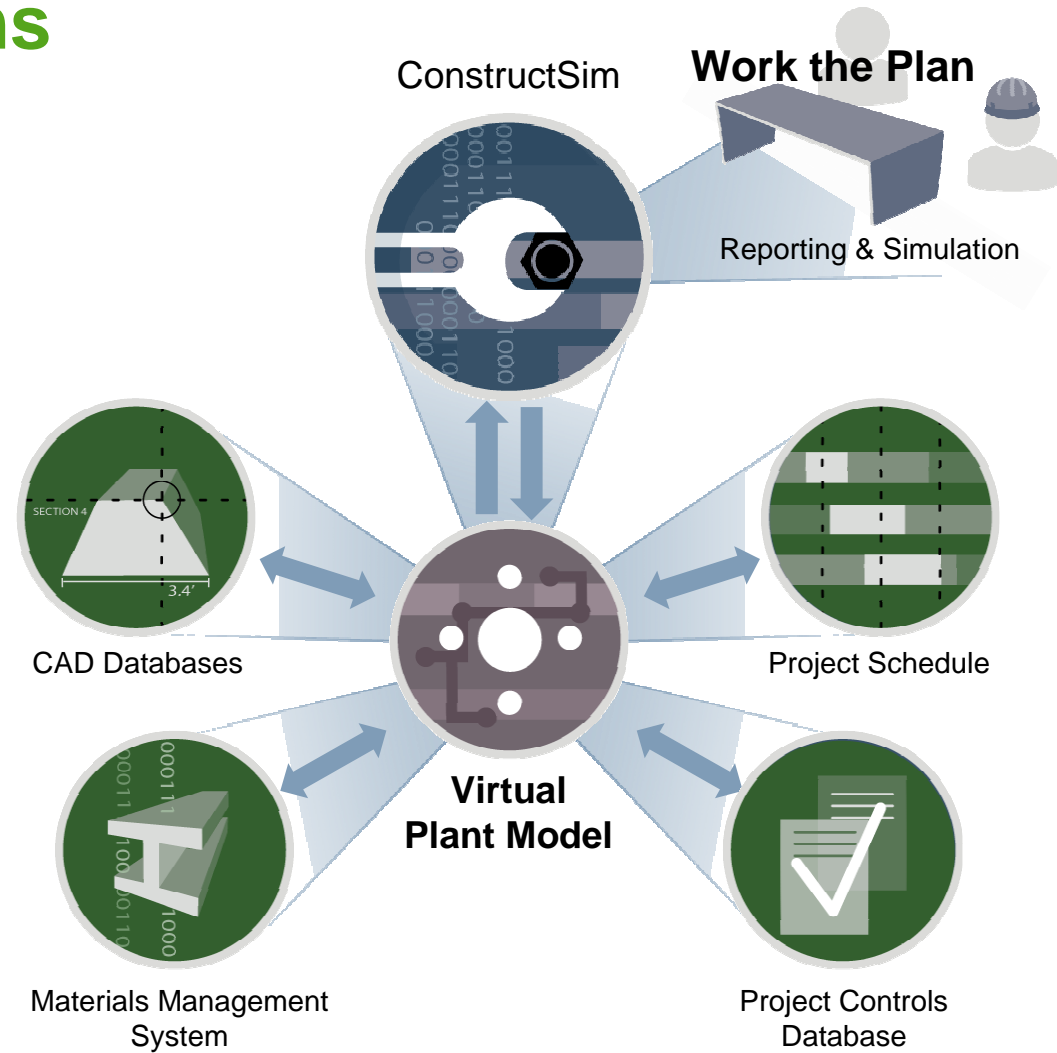 ns
ConstructSim
Work the Plan
Reporting & Simulation
SECTION 4
3.4'
CAD Databases
Project Schedule
Virtual
Plant Model
Materials Management
System
Project Controls
Database